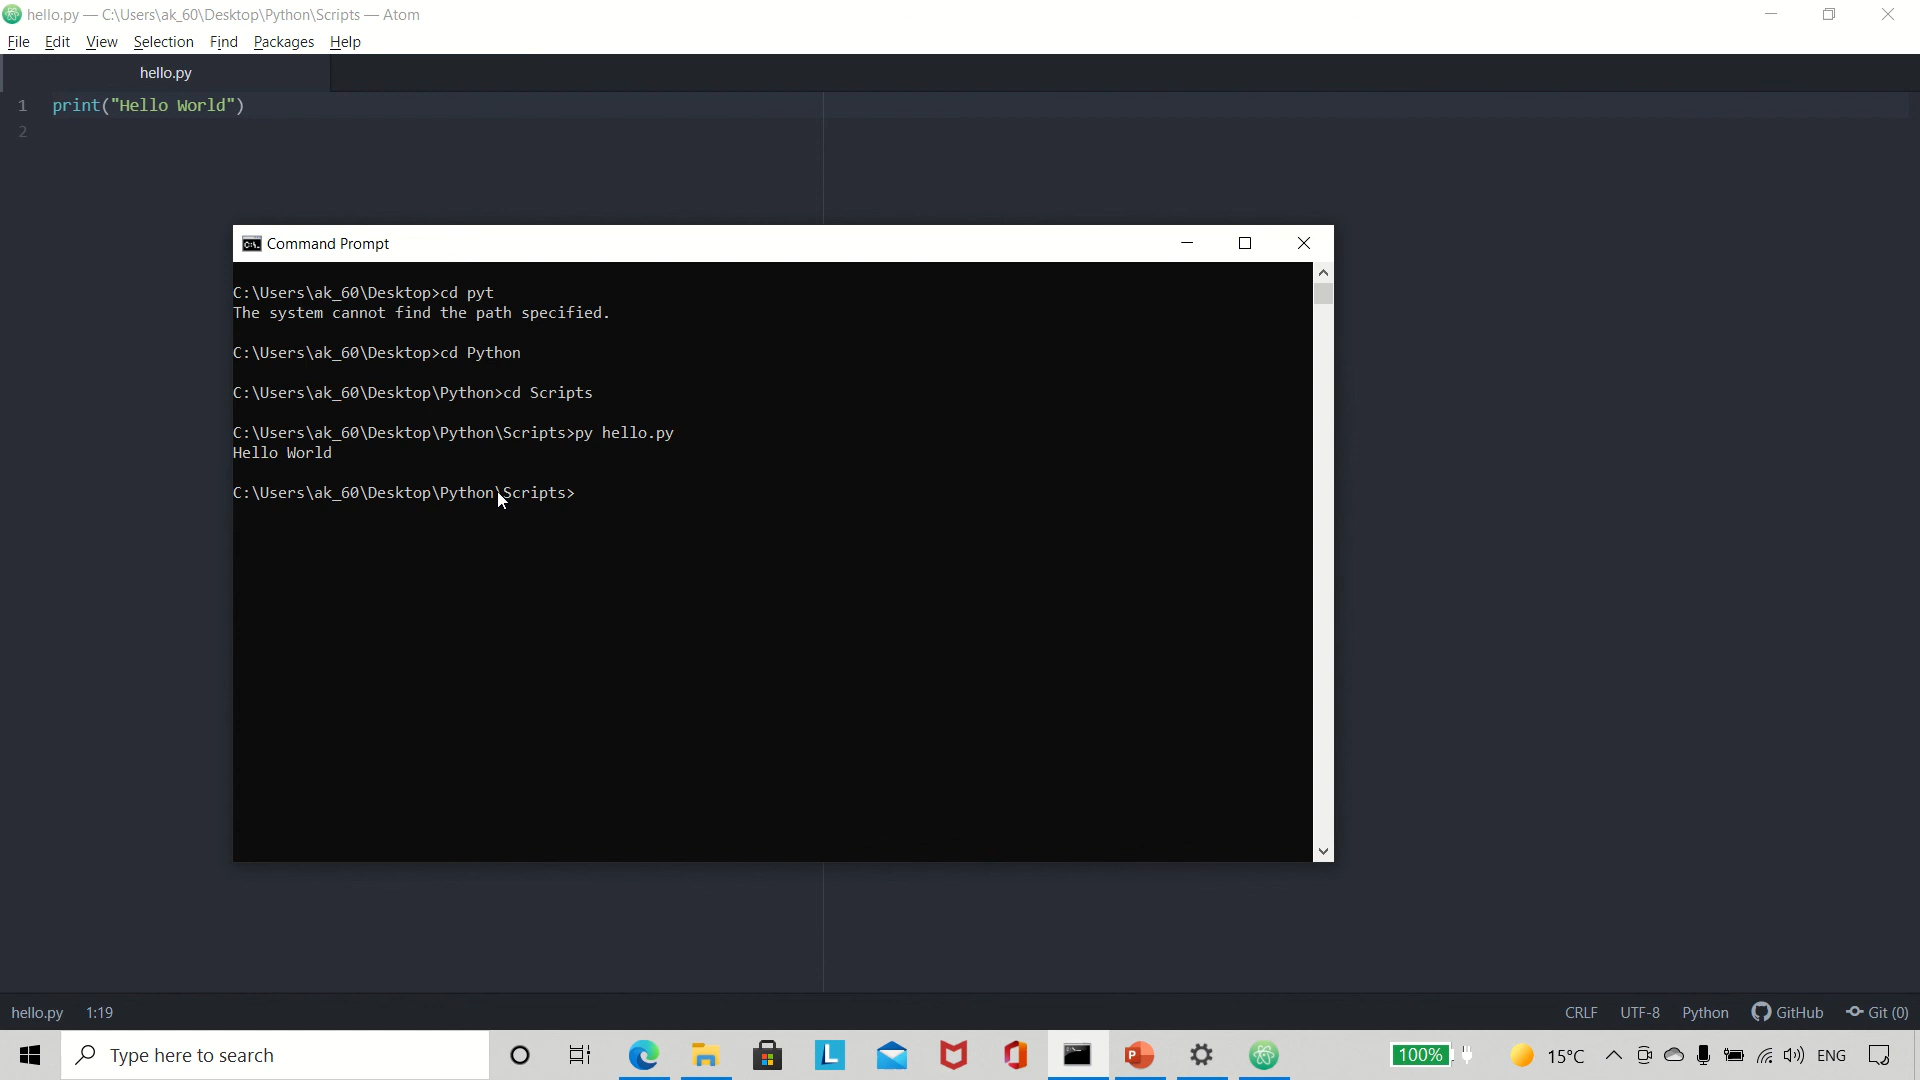 hello.py — C:\Users\ak_60\Desktop\Python\Scripts — Atom
File Edit View Selection Find Packages Help
hello.py
1 print("Hello World")
2
Command Prompt
C:\Users\ak_60\Desktop>cd pyt
The system cannot find the path specified.
C:\Users\ak_60\Desktop>cd Python
C:\Users\ak_60\Desktop\Python>cd Scripts
C:\Users\ak_60\Desktop\Python\Scripts>py hello.py
Hello World
C:\Users\ak_60\Desktop\Python\Scripts>
hello.py 1:19 CRLF UTF-8 Python GitHub Git (0)
Type here to search 100% 15°C ENG